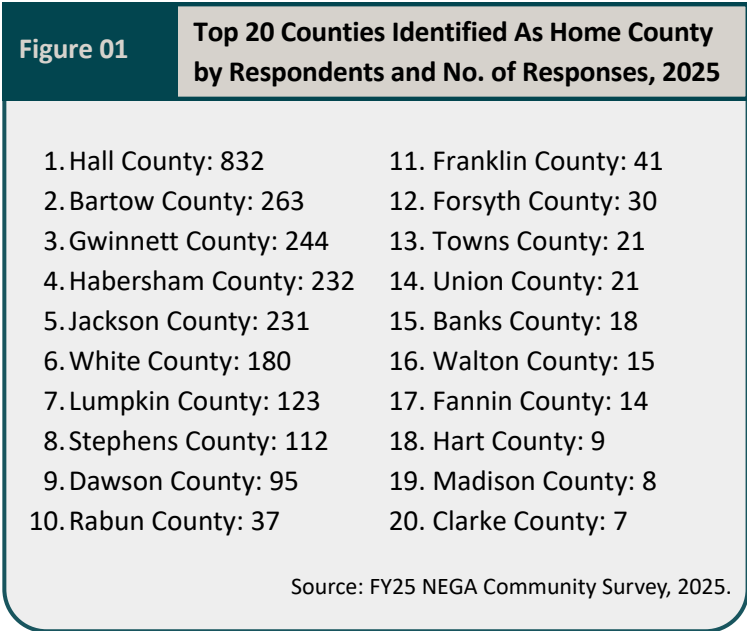 Figure 01
Top 20 Counties Identified As Home County
by Respondents and No. of Responses, 2025
1. Hall County: 832
2. Bartow County: 263
3. Gwinnett County: 244
4. Habersham County: 232
5. Jackson County: 231
6. White County: 180
7. Lumpkin County: 123
8. Stephens County: 112
9. Dawson County: 95
10. Rabun County: 37
11. Franklin County: 41
12. Forsyth County: 30
13. Towns County: 21
14. Union County: 21
15. Banks County: 18
16. Walton County: 15
17. Fannin County: 14
18. Hart County: 9
19. Madison County: 8
20. Clarke County: 7
Source: FY25 NEGA Community Survey, 2025.